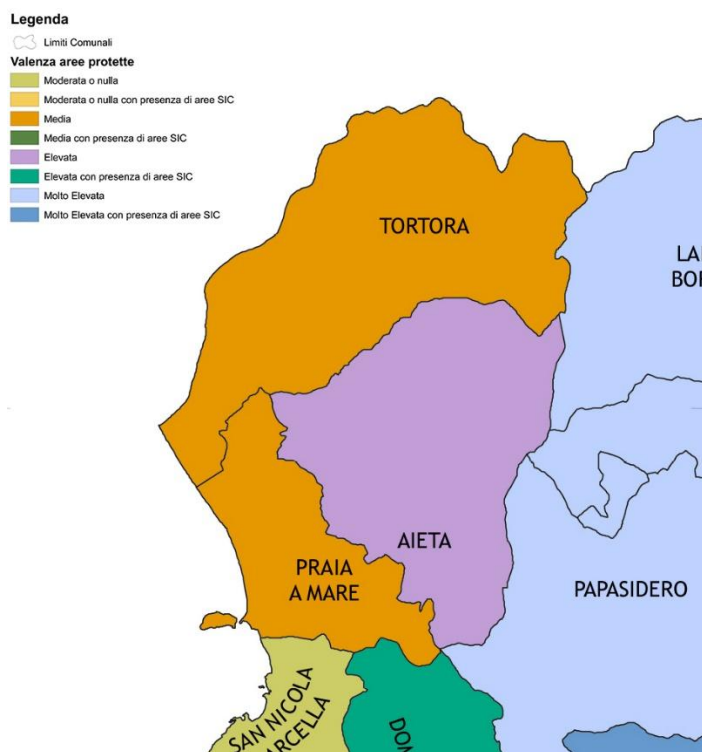 Legenda
Limiti Comunali
Valenza aree protette
Moderata o nulla
Moderata o nulla con presenza di aree SIC
Media
Media con presenza di aree SIC
Elevata
Elevata con presenza di aree SIC
Molto Elevata
Molto Elevata con presenza di aree SIC
TORTORA
AIETA
PRAIA
A MARE
PAPASIDERO
SAN NICOLA